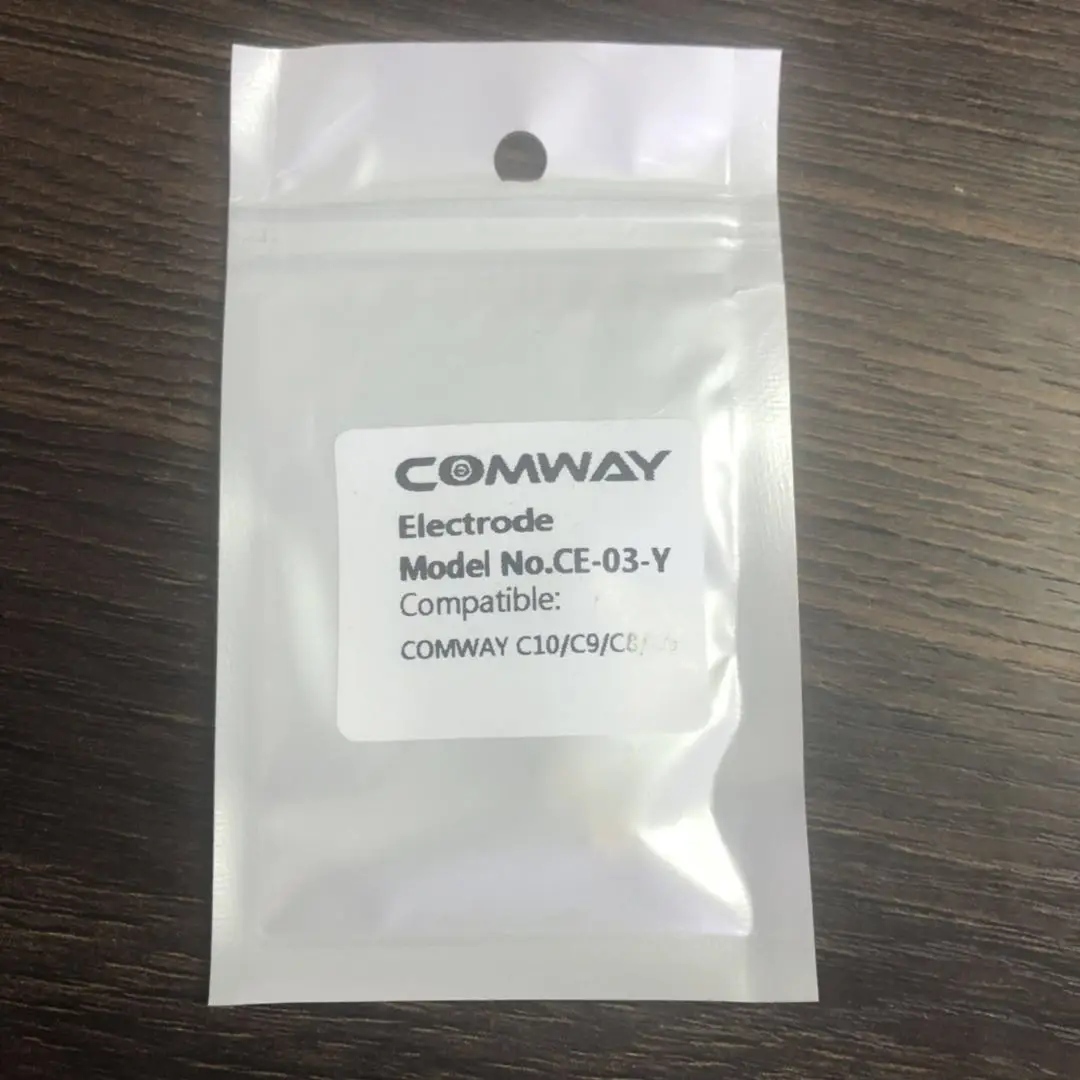 COMWAY
Electrode
Model No.CE-03-Y
Compatible:
COMWAY C10/C9/C8/